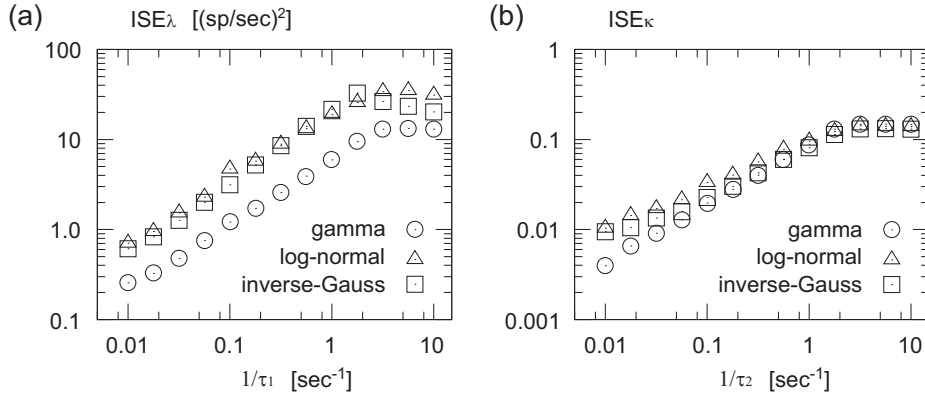 (a) ISEλ [(sp/sec)²]
100
10
1.0
0.1
gamma
log-normal
inverse-Gauss
0.01 0.1 1 10
1/τ1 [sec⁻¹]
(b) ISEκ
1
0.1
0.01
0.001
gamma
log-normal
inverse-Gauss
0.01 0.1 1 10
1/τ2 [sec⁻¹]